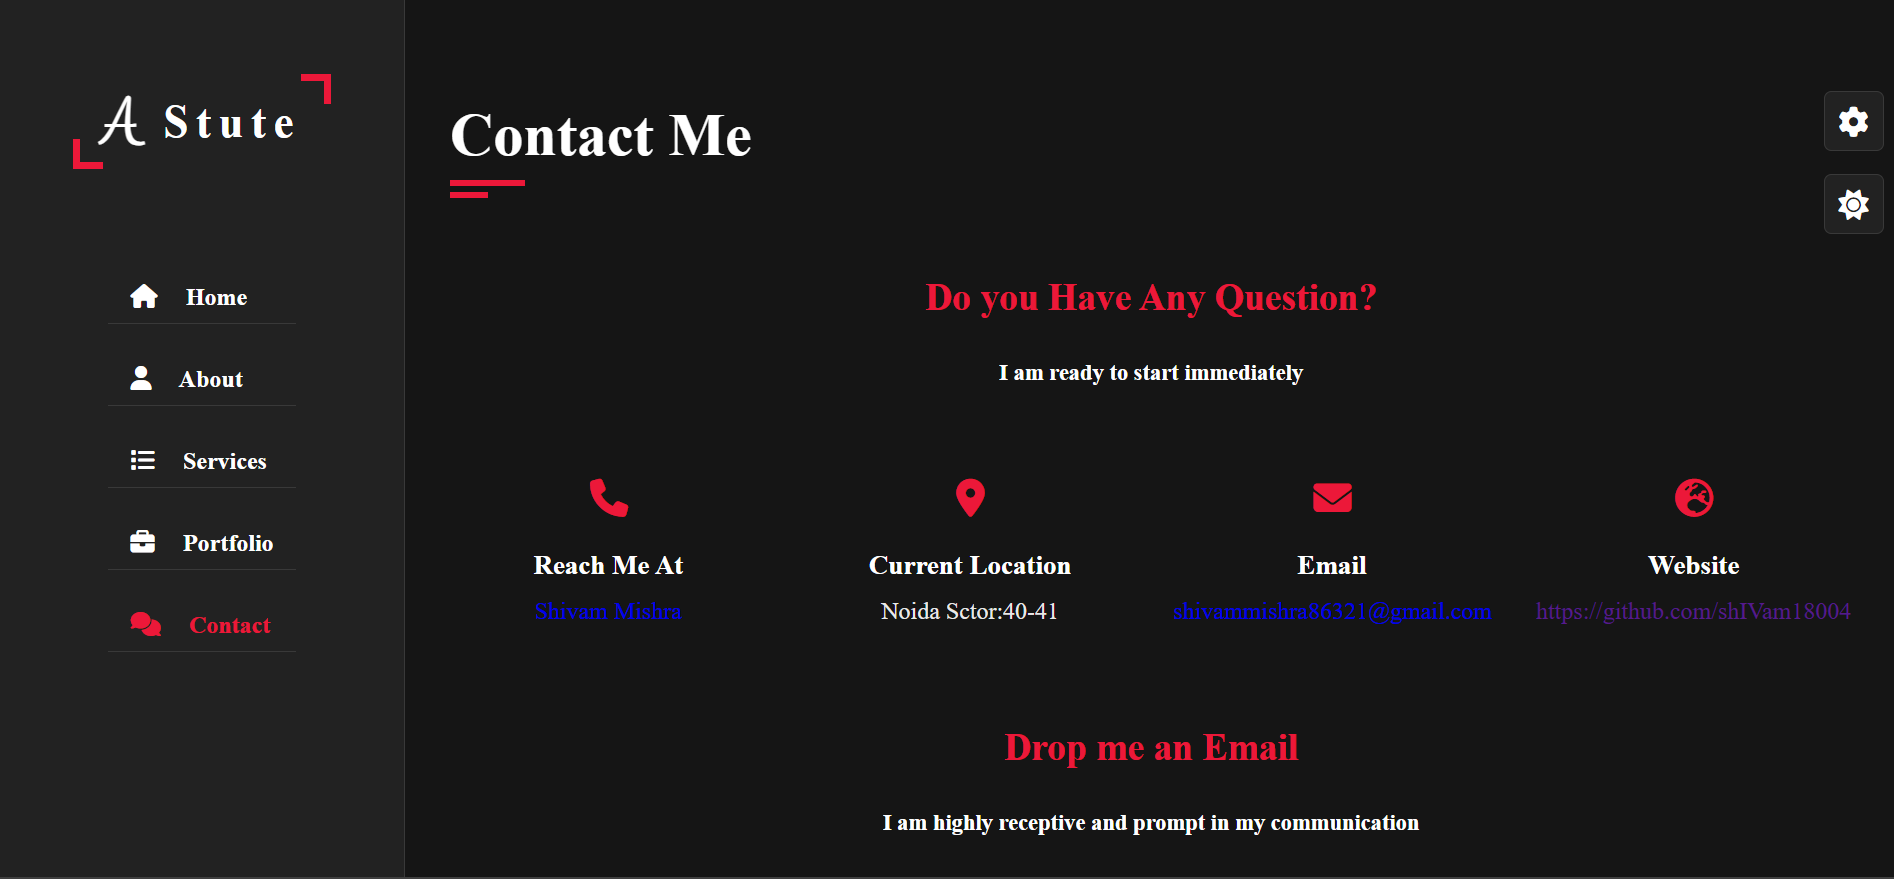 A Stute
Home
About
Services
Portfolio
Contact
Contact Me
Do you Have Any Question?
I am ready to start immediately
Reach Me At
Shivam Mishra
Current Location
Noida Sctor:40-41
Email
shivammishra86321@gmail.com
Website
https://github.com/shIVam18004
Drop me an Email
I am highly receptive and prompt in my communication